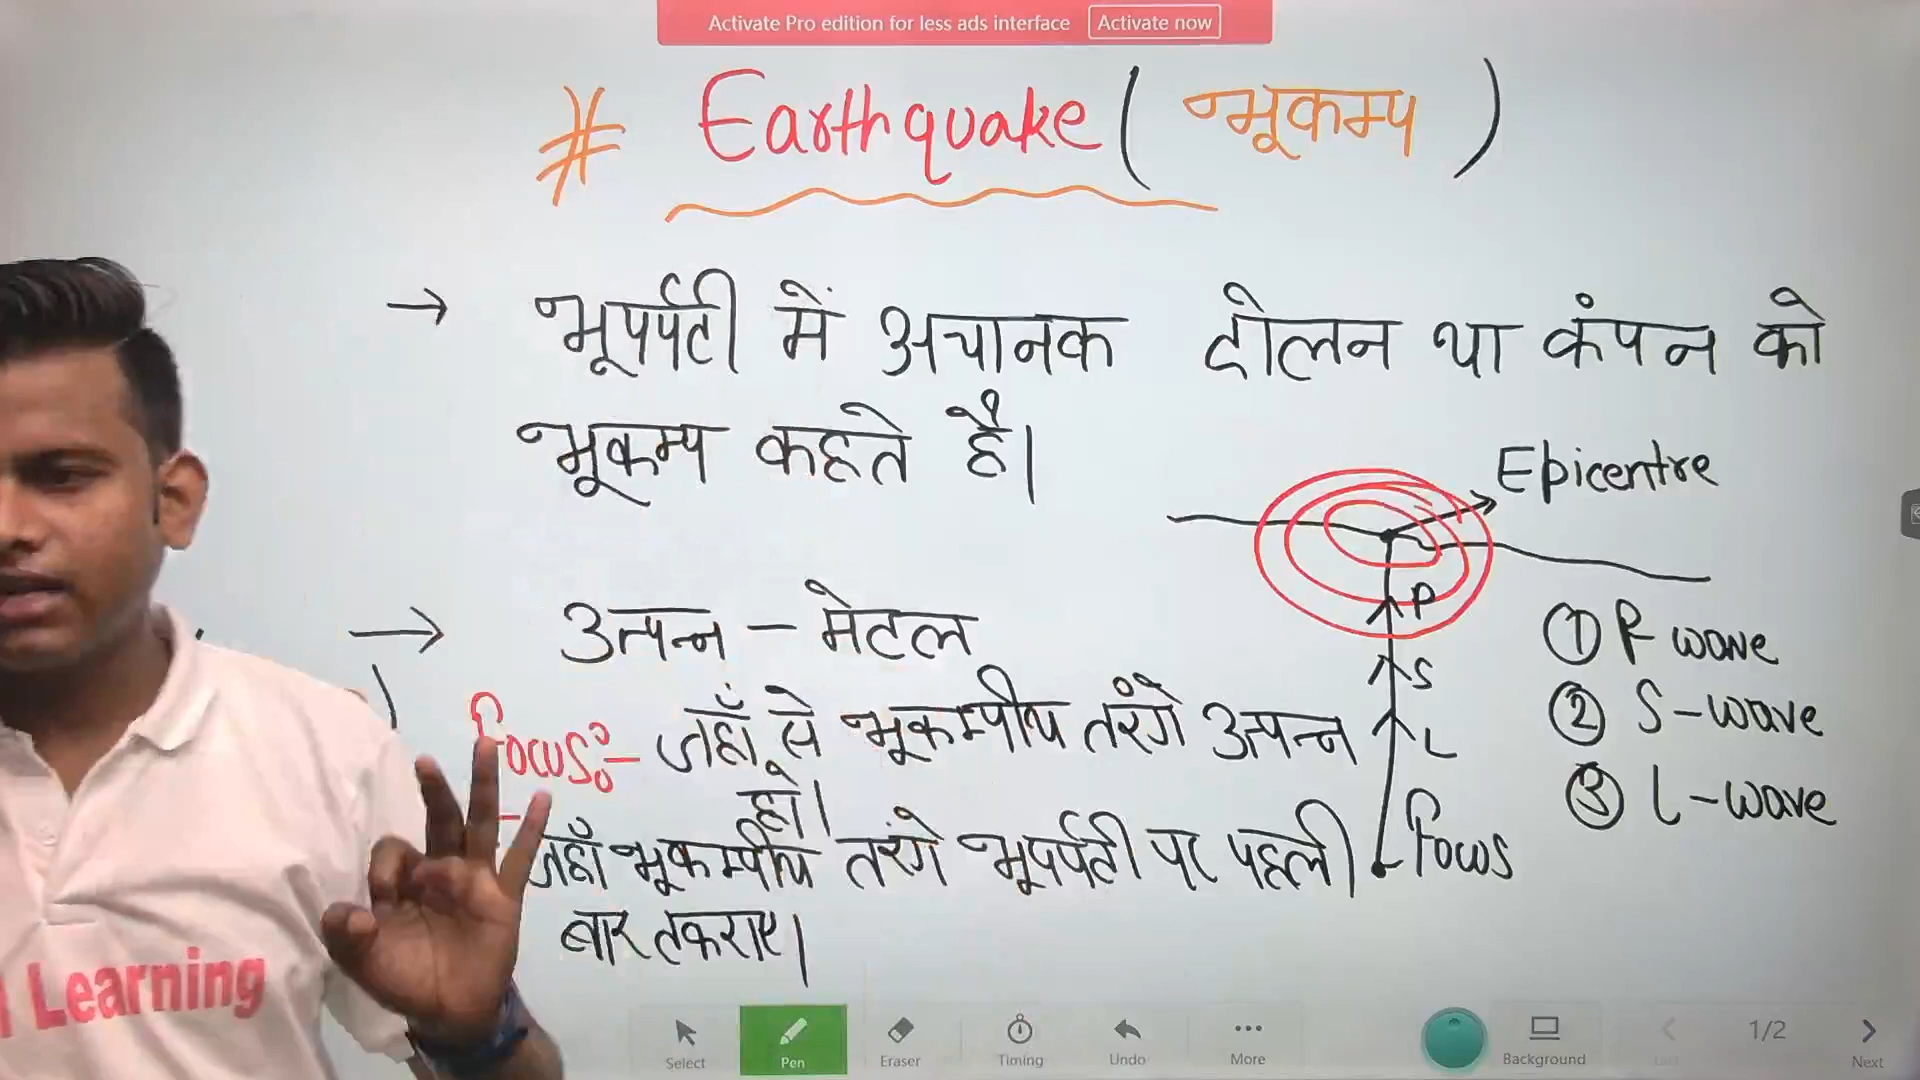 Activate Pro edition for less ads interface Activate now
# Earthquake ( भूकम्प )
→ भूपर्पटी में अचानक दोलन या कंपन को
भूकम्प कहते है।
Epicentre
→ उत्पन्न – मेंटल
P
① P wave
S
② S-wave
Focus:- जहाँ से भूकम्पीय तरंगे उत्पन्न
हो।
L
③ L-wave
जहाँ भूकम्पीय तरंगे भूपर्पटी पर पहली
Focus
बार टकराए।
Learning
Select Pen Eraser Timing Undo More Background Last 1/2 Next